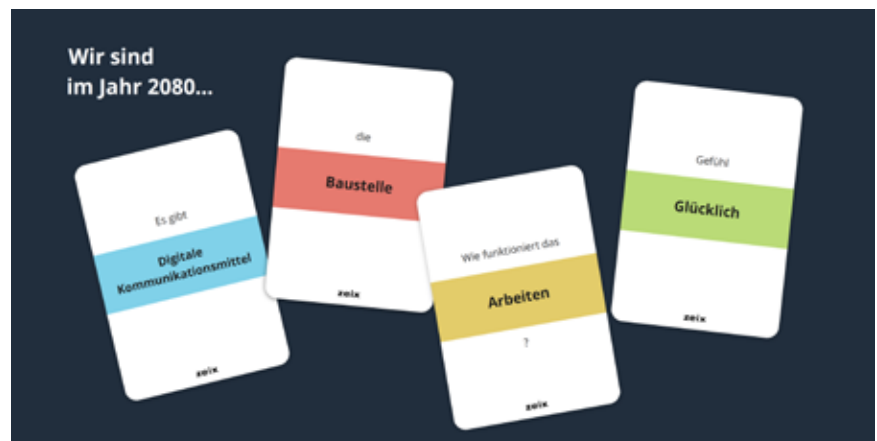 Wir sind
im Jahr 2080...
Es gibt
Digitale
Kommunikationsmittel
zeix
die
Baustelle
zeix
Wie funktioniert das
Arbeiten
?
zeix
Gefühl
Glücklich
zeix